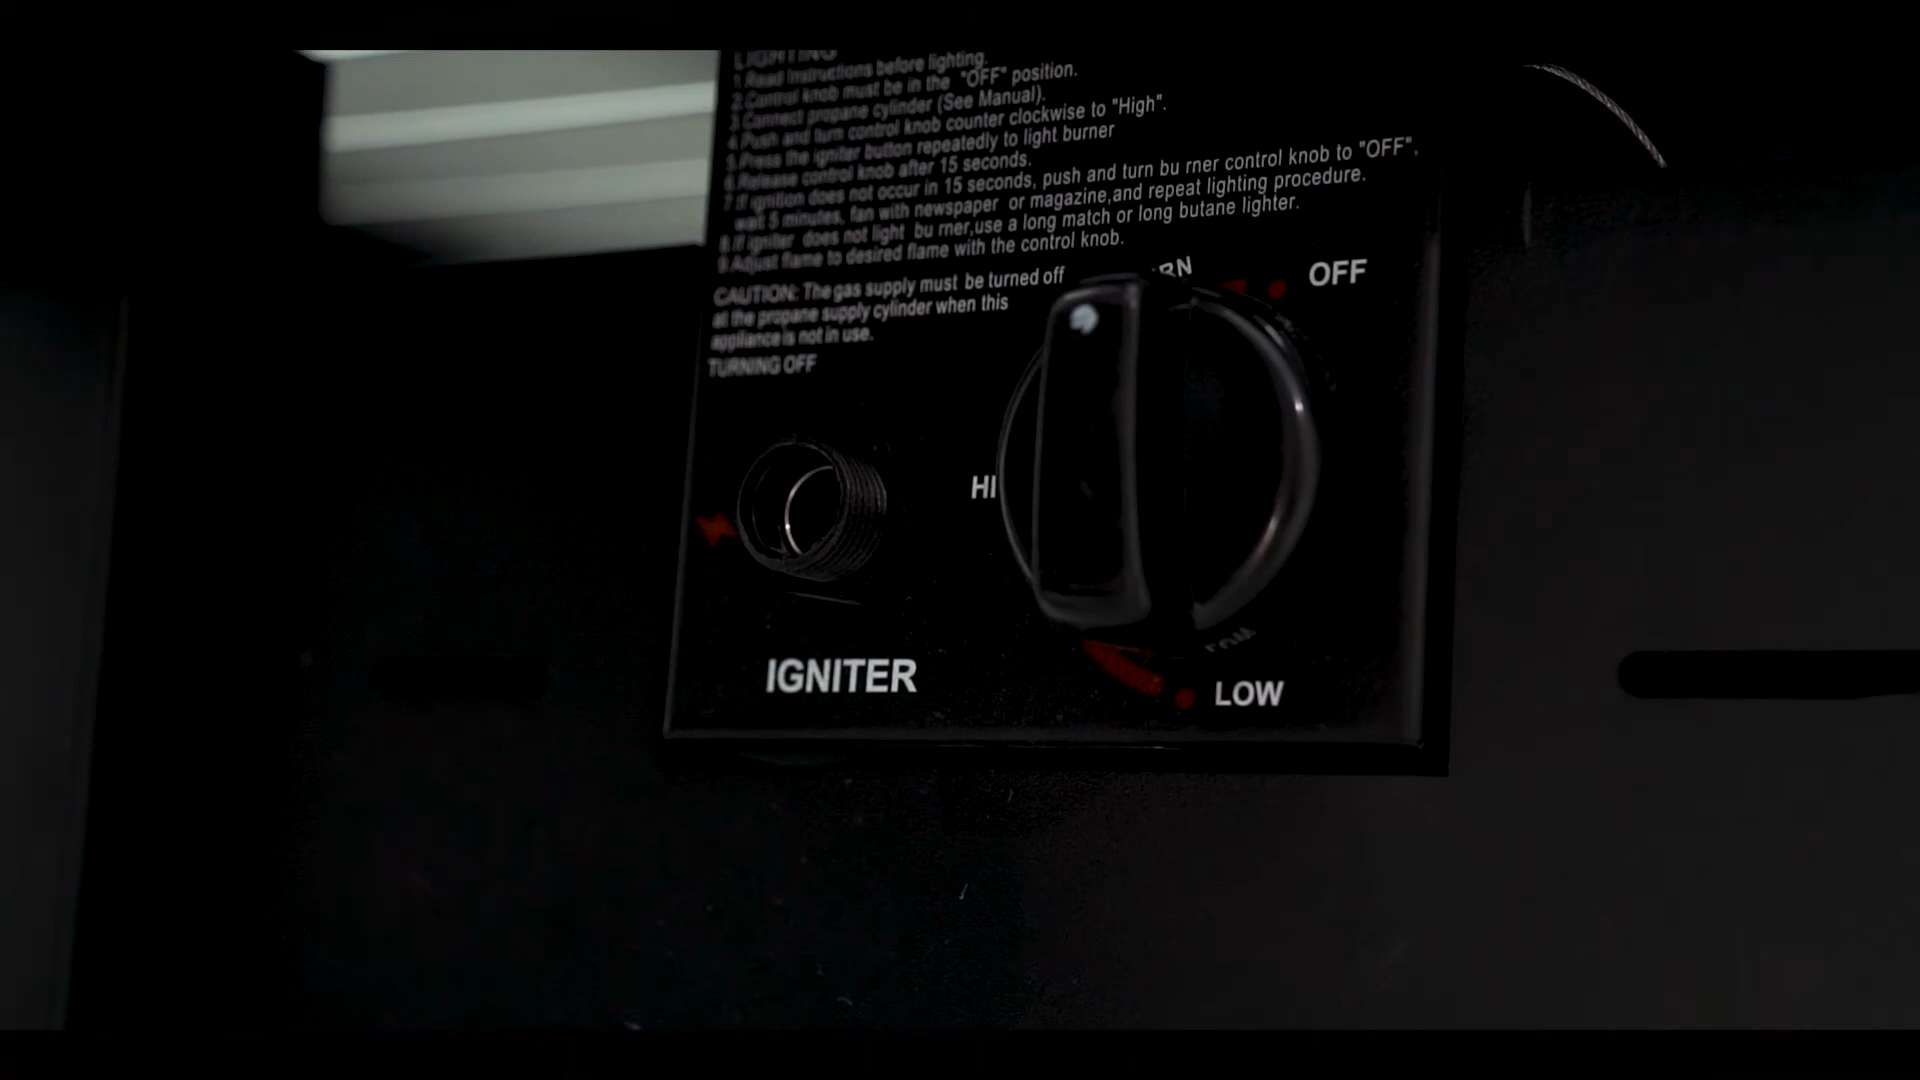 LIGHTING
1.Read Instructions before lighting.
2.Control knob must be in the "OFF" position.
3.Connect propane cylinder (See Manual).
4.Push and turn control knob counter clockwise to "High".
5.Press the igniter button repeatedly to light burner
6.Release control knob after 15 seconds.
7.If ignition does not occur in 15 seconds, push and turn bu rner control knob to "OFF",
wait 5 minutes, fan with newspaper or magazine,and repeat lighting procedure.
8.If igniter does not light bu rner,use a long match or long butane lighter.
9.Adjust flame to desired flame with the control knob.
CAUTION: The gas supply must be turned off
at the propane supply cylinder when this
appliance is not in use.
TURNING OFF
OFF
HI
IGNITER
LOW